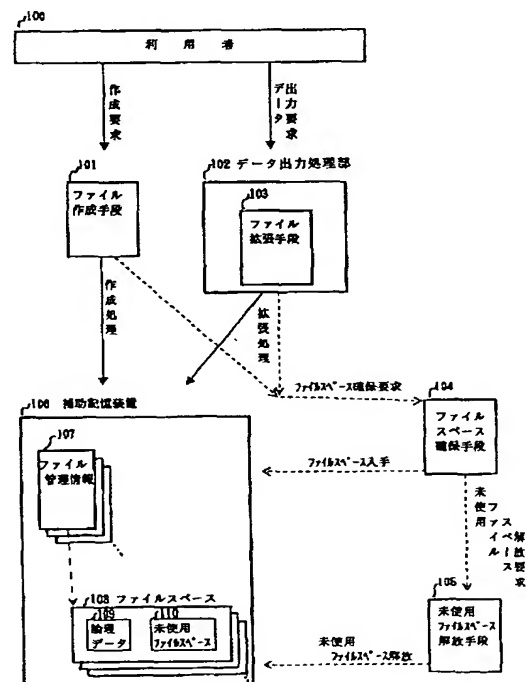 100
利用者
作成要求
データ
出力要求
101
ファイル
作成手段
102 データ出力処理部
103
ファイル
拡張手段
作成処理
拡張処理
ファイルスペース確保要求
104
ファイル
スペース
確保手段
106 補助記憶装置
107
ファイル
管理情報
ファイルスペース入手
未使用ファイルスペース解放要求
108 ファイルスペース
109
論理
データ
110
未使用
ファイルスペース
105
未使用
ファイルスペース
解放手段
未使用
ファイルスペース解放